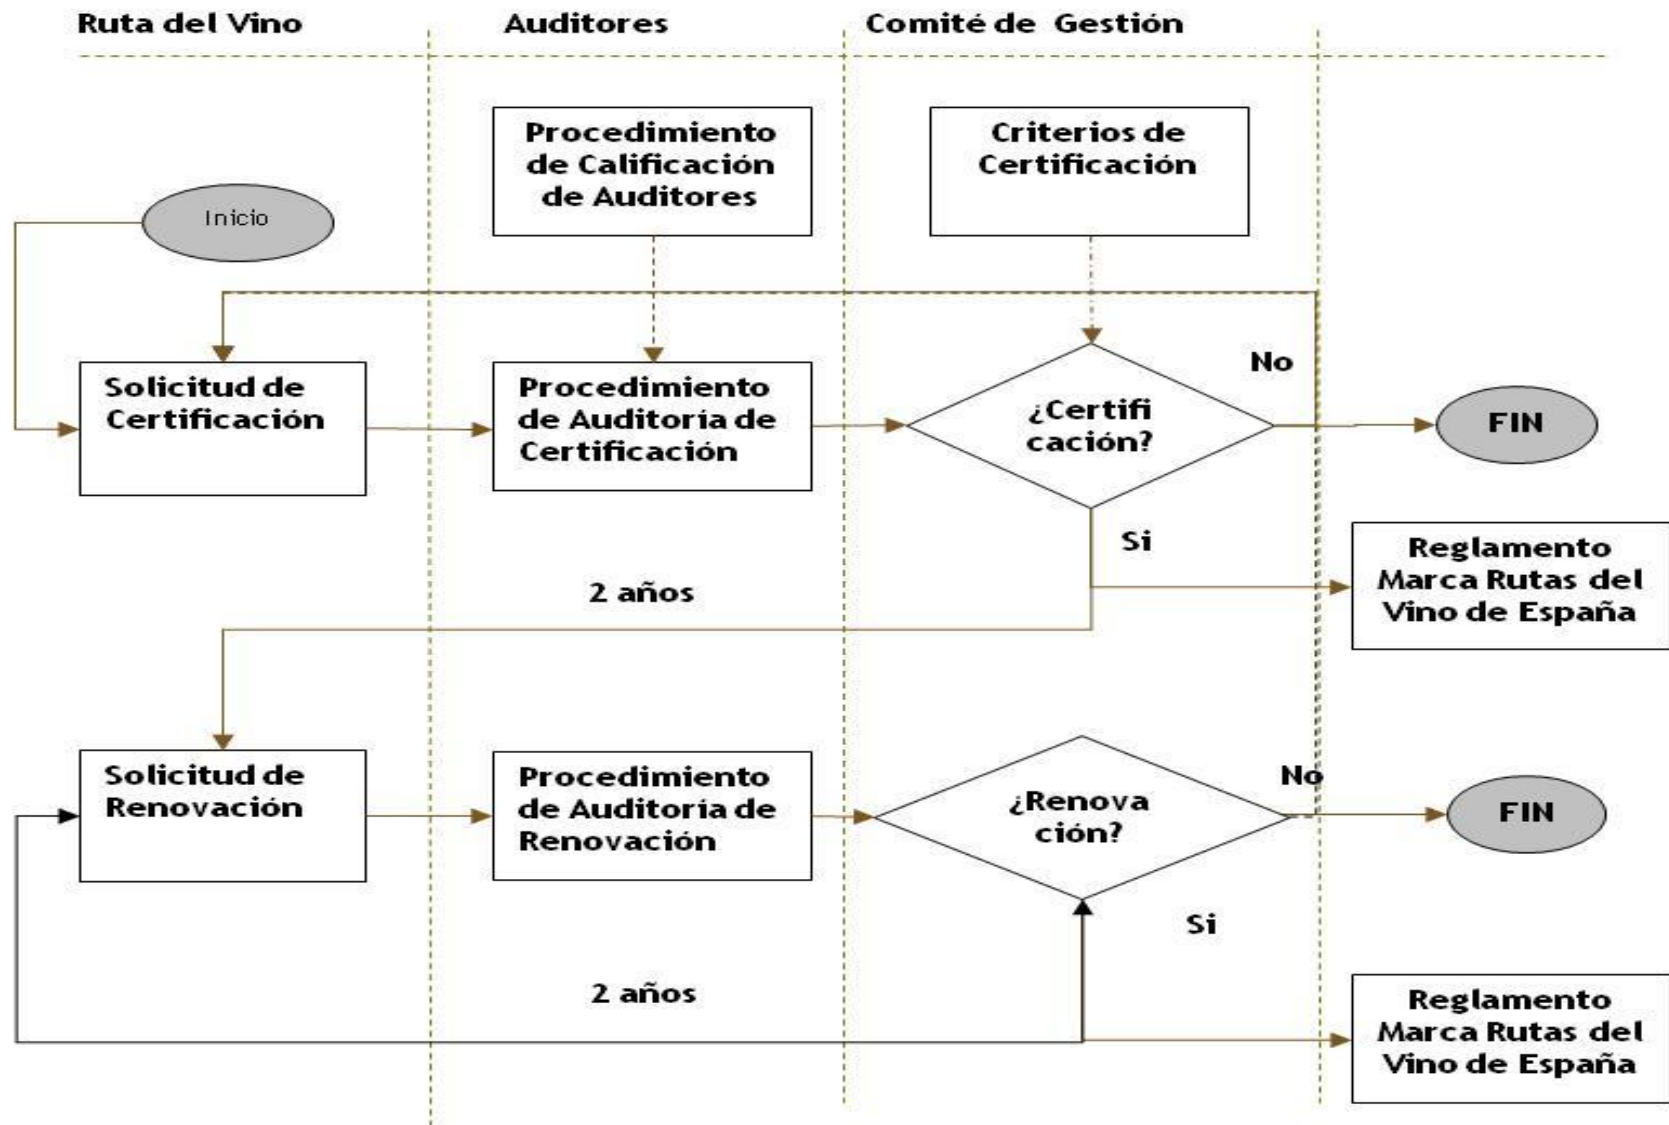 Ruta del Vino
Auditores
Comité de Gestión
Procedimiento
de Calificación
de Auditores
Criterios de
Certificación
Inicio
Solicitud de
Certificación
Procedimiento
de Auditoría de
Certificación
¿Certifi
cación?
No
FIN
Si
Reglamento
Marca Rutas del
Vino de España
2 años
Solicitud de
Renovación
Procedimiento
de Auditoría de
Renovación
¿Renova
ción?
No
FIN
Si
2 años
Reglamento
Marca Rutas del
Vino de España